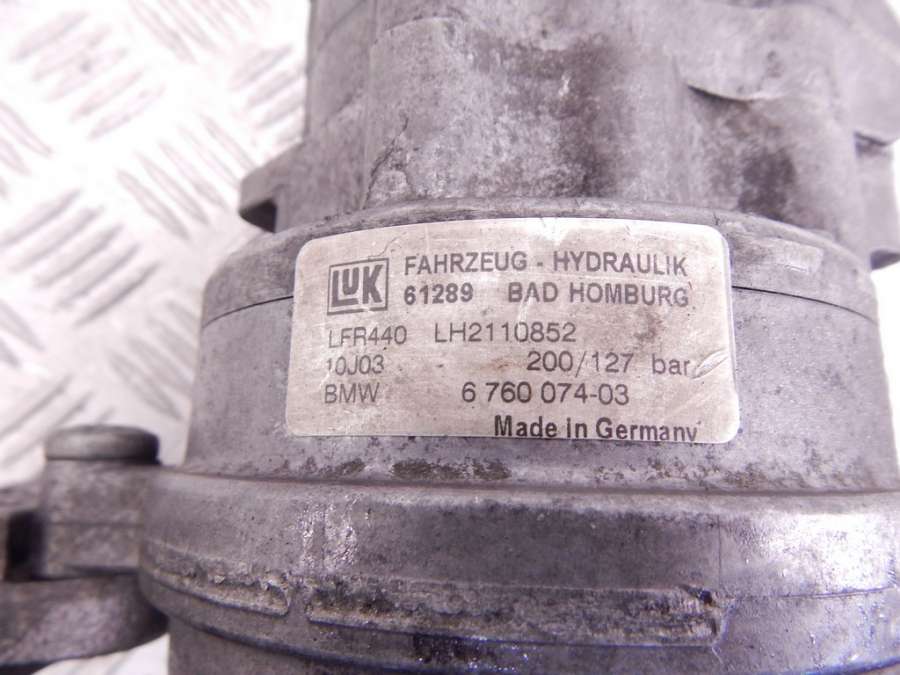 LUK FAHRZEUG - HYDRAULIK
61289 BAD HOMBURG
LFR440 LH2110852
10J03 200/127 bar
BMW 6 760 074-03
Made in Germany